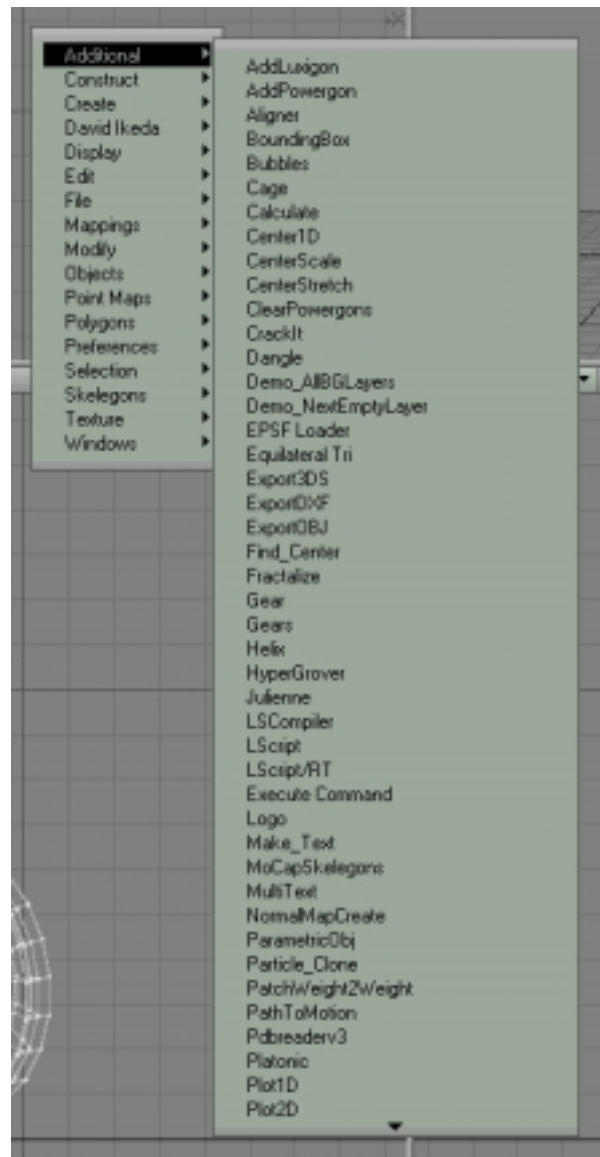 Additional
Construct
Create
David Ikeda
Display
Edit
File
Mappings
Modify
Objects
Point Maps
Polygons
Preferences
Selection
Skelegons
Texture
Windows
AddLuxigon
AddPowergon
Aligner
BoundingBox
Bubbles
Cage
Calculate
Center1D
CenterScale
CenterStretch
ClearPowergons
CrackIt
Dangle
Demo_AllBGLayers
Demo_NextEmptyLayer
EPSF Loader
Equilateral Tri
Export3DS
ExportDXF
ExportOBJ
Find_Center
Fractalize
Gear
Gears
Helix
HyperGrover
Julienne
LSCompiler
LScript
LScript/RT
Execute Command
Logo
Make_Text
MoCapSkelegons
MultiText
NormalMapCreate
ParametricObj
Particle_Clone
PatchWeight2Weight
PathToMotion
Pdbreaderv3
Platonic
Plot1D
Plot2D